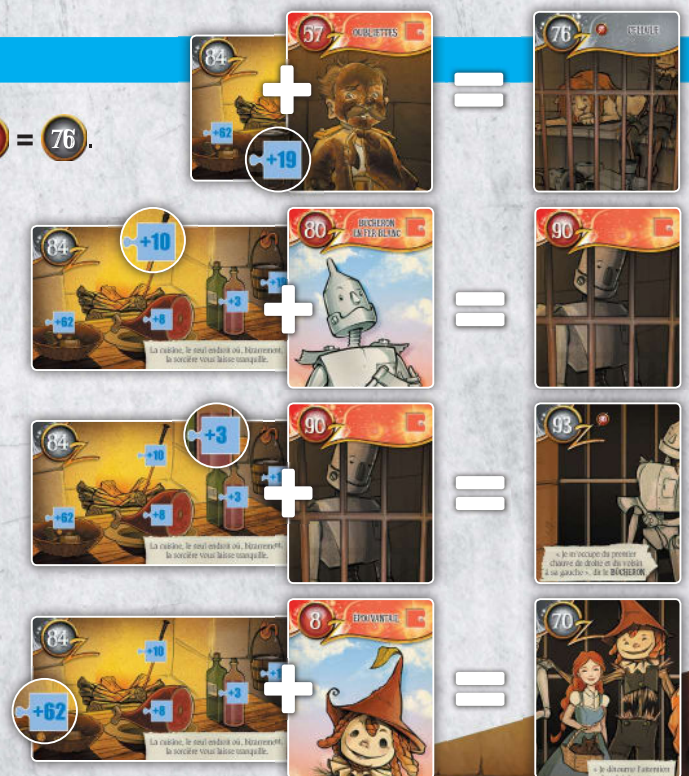 84
57
OUBLIETTES
+62
+19
+
=
76
CELLULE
= 76.
84
+10
+62
+8
+3
+1
La cuisine, le seul endroit où, bizarrement,
la sorcière vous laisse tranquille.
+
80
BÛCHERON
EN FER BLANC
=
90
84
+3
+10
+62
+8
+3
+1
La cuisine, le seul endroit où, bizarrement,
la sorcière vous laisse tranquille.
+
90
=
93
« Je m'occupe du premier
chauve de droite et du voisin
à sa gauche », dit le BÛCHERON
84
+10
+62
+8
+3
+1
La cuisine, le seul endroit où, bizarrement,
la sorcière vous laisse tranquille.
+
8
ÉPOUVANTAIL
=
70
« Je détourne l'attention